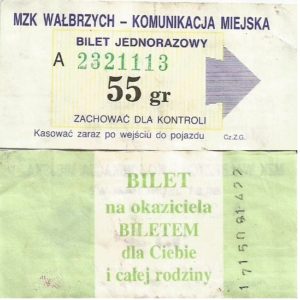 MZK WAŁBRZYCH – KOMUNIKACJA MIEJSKA
BILET JEDNORAZOWY
A 2321113
55 gr
ZACHOWAĆ DLA KONTROLI
Kasować zaraz po wejściu do pojazdu
Cz.Z.G.
BILET
na okaziciela
BILETEM
dla Ciebie
i całej rodziny